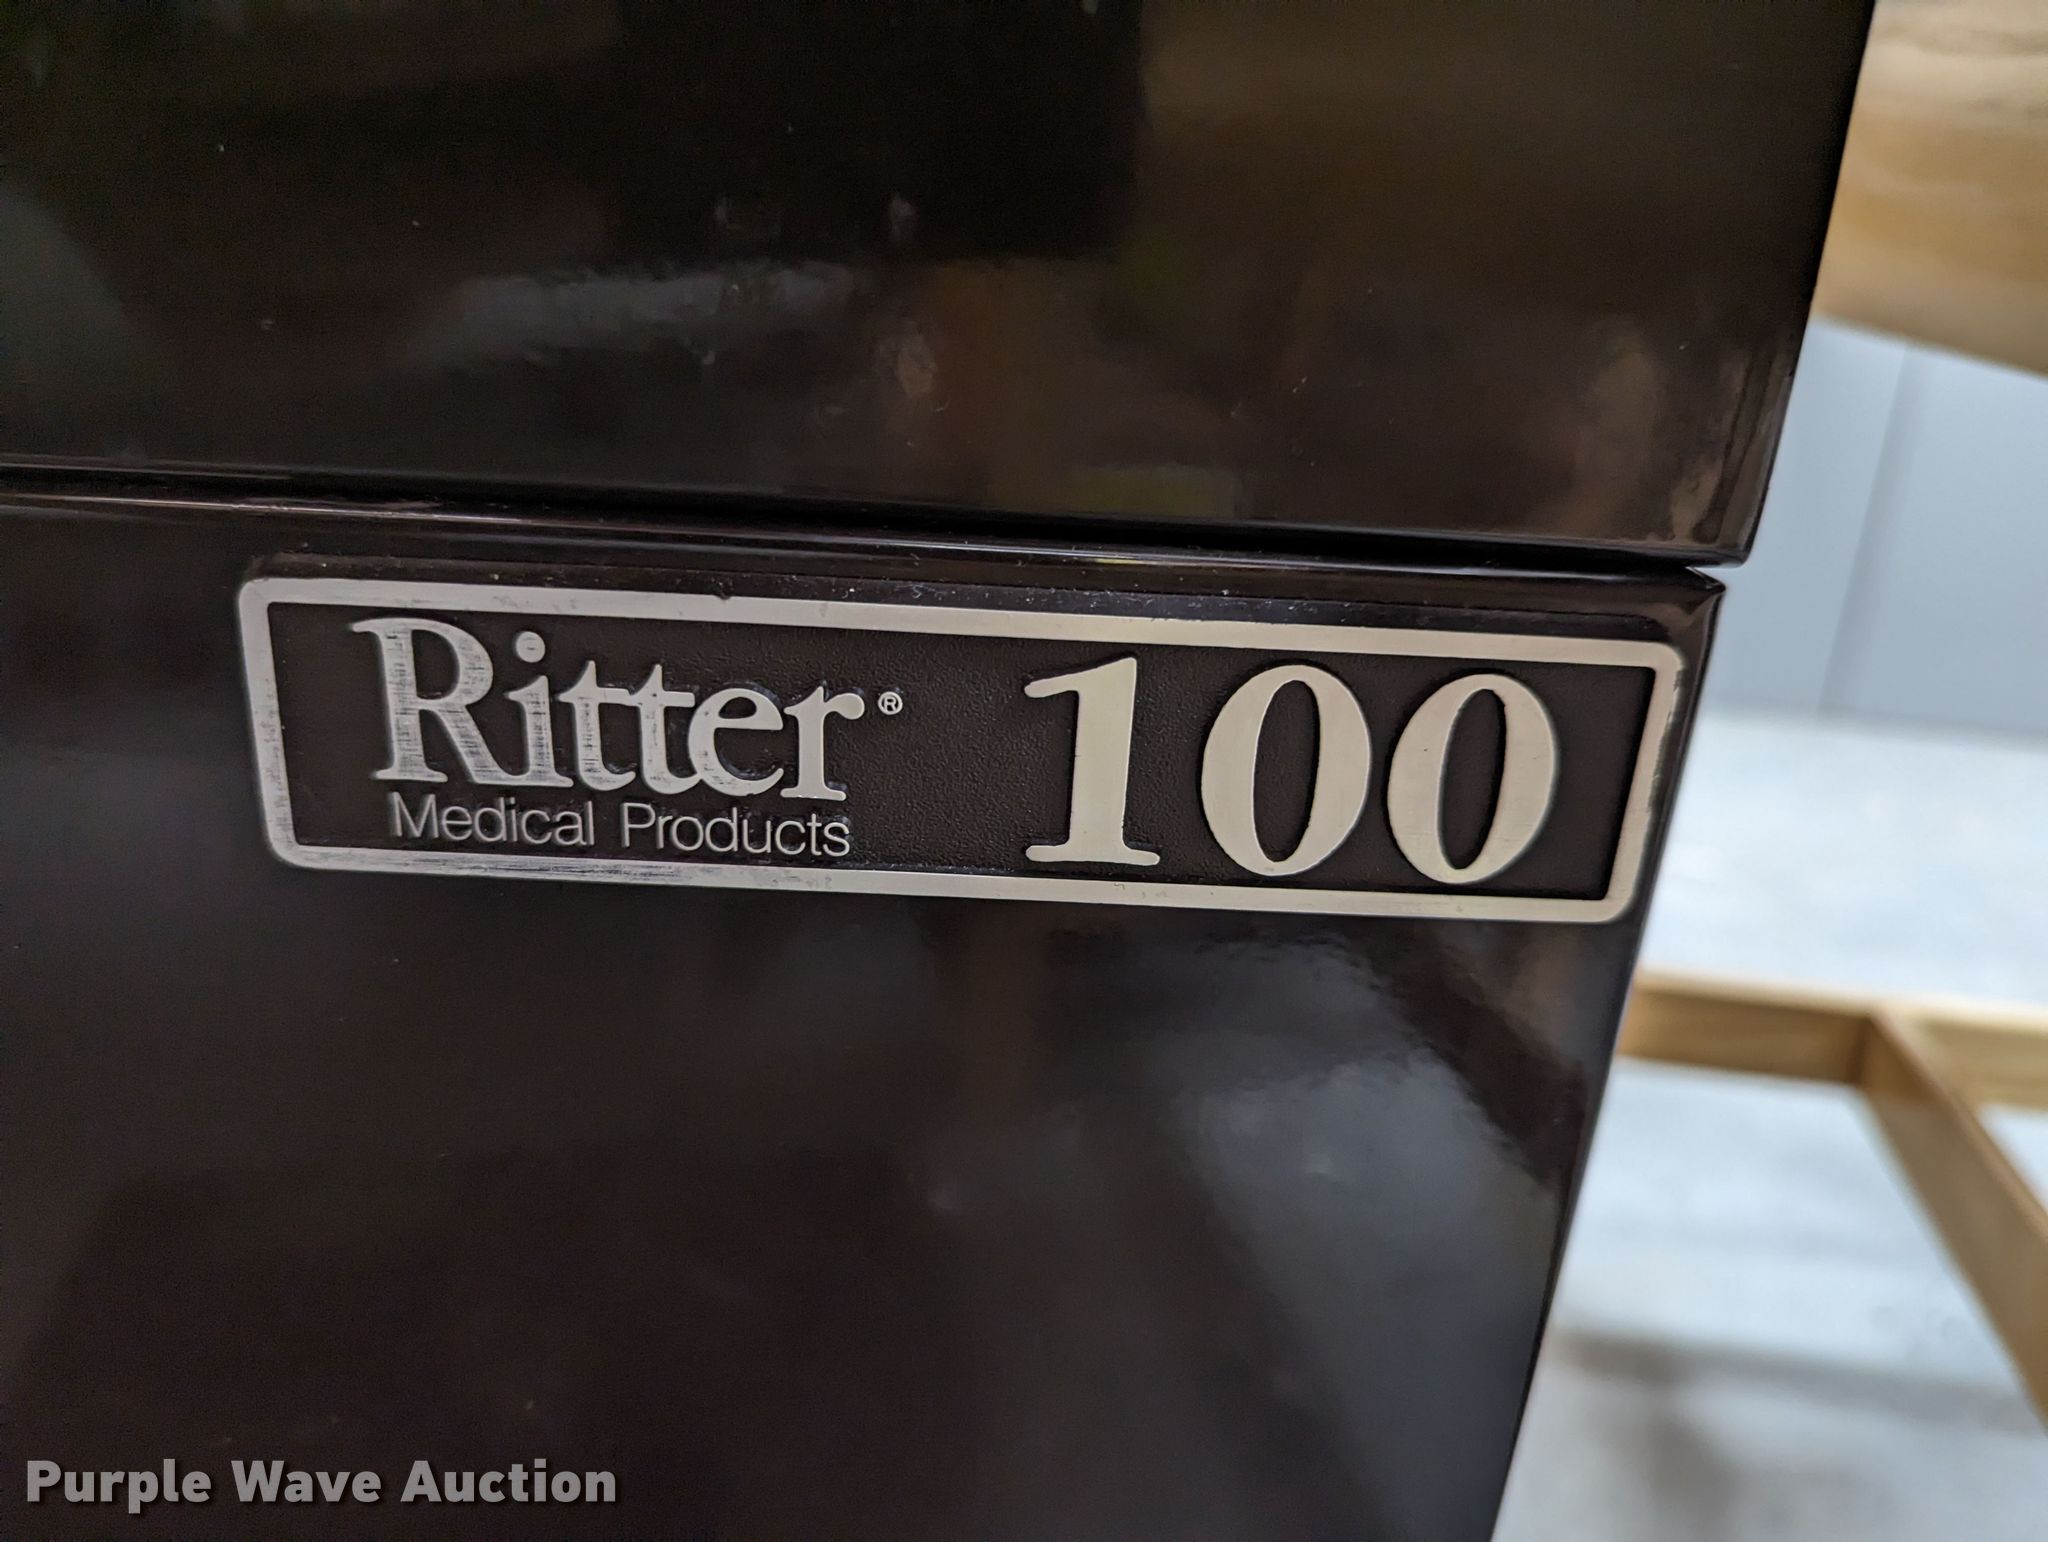 Ritter® 100
Medical Products
Purple Wave Auction